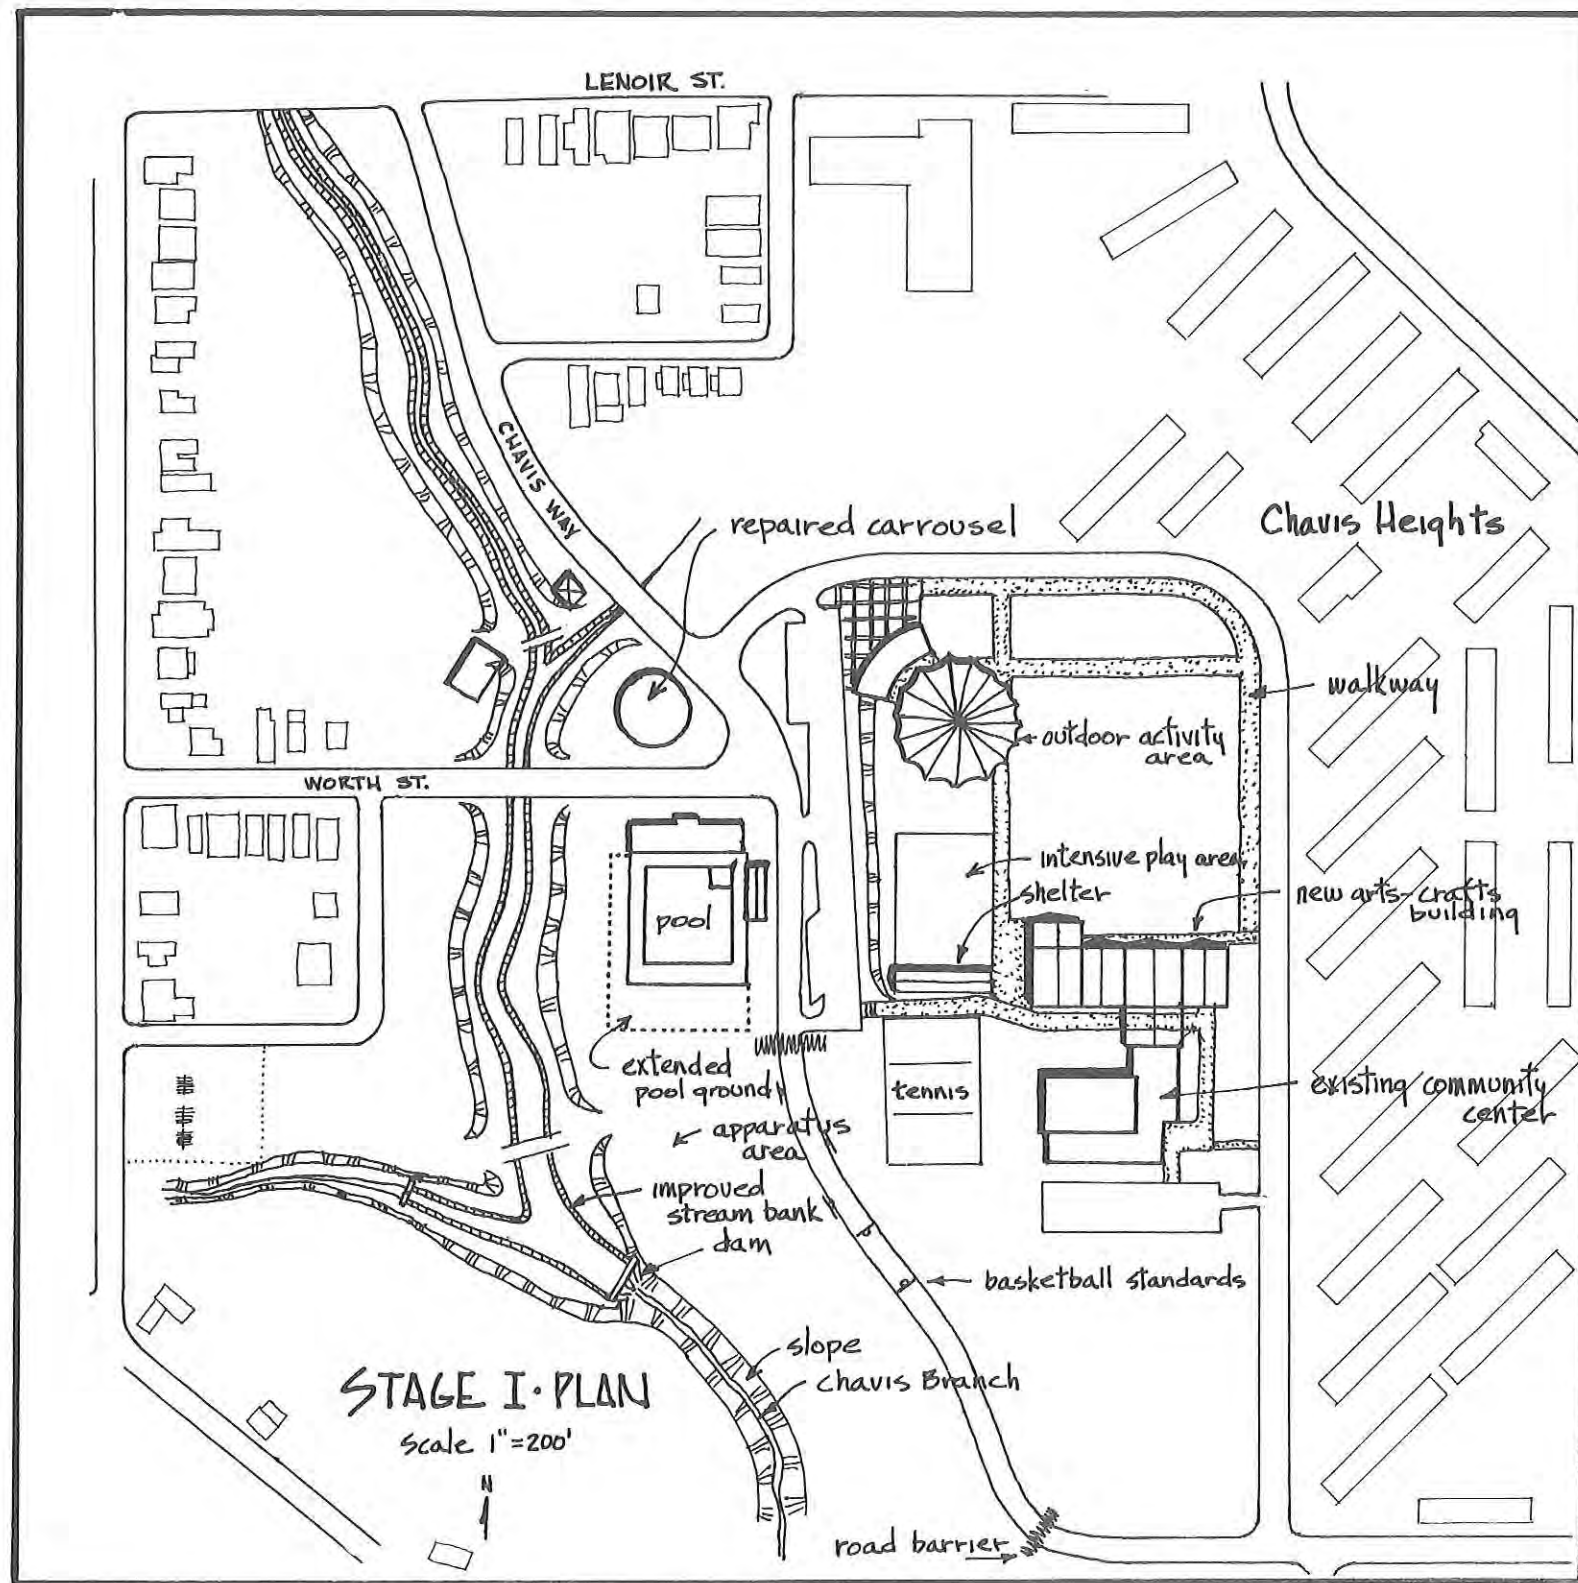 LENOIR ST.
CHAVIS WAY
repaired carrousel
Chavis Heights
walkway
outdoor activity
area
WORTH ST.
intensive play area
shelter
new arts-crafts
building
pool
extended
pool ground
tennis
existing community
center
apparatus
area
improved
stream bank
dam
basketball standards
slope
Chavis Branch
STAGE I · PLAN
Scale 1"=200'
N
road barrier